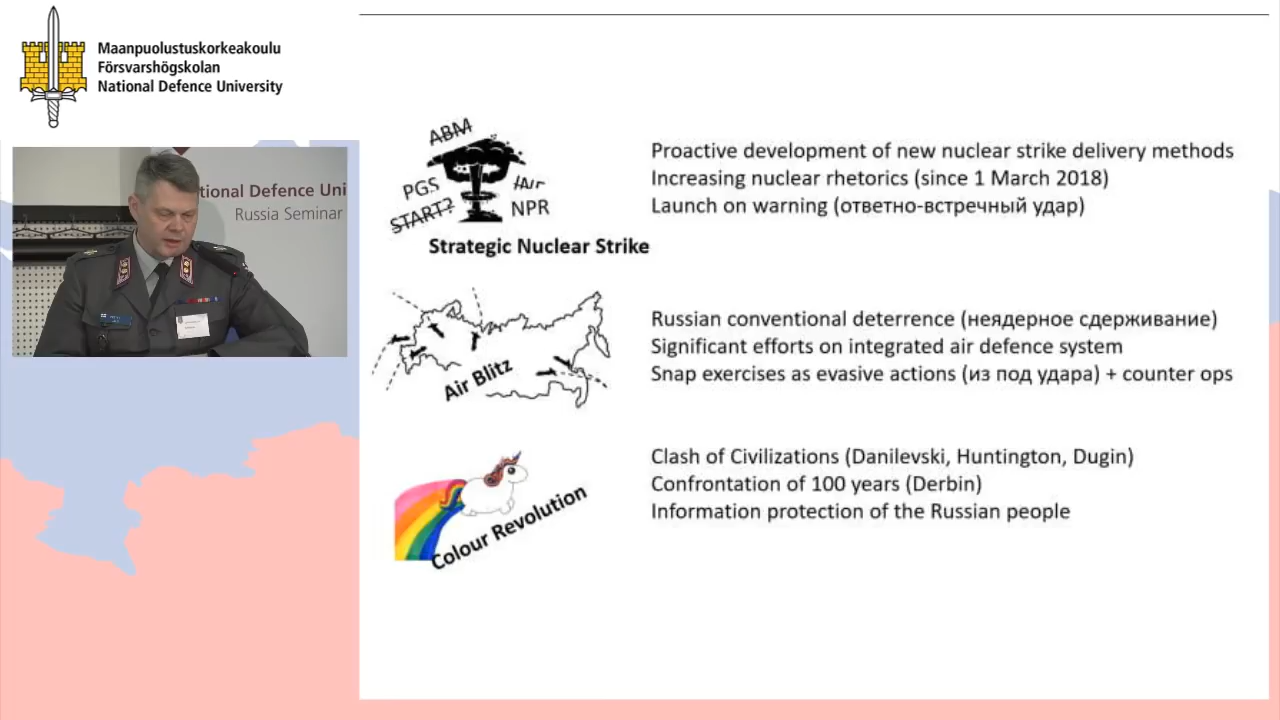 Maanpuolustuskorkeakoulu
Försvarshögskolan
National Defence University
tional Defence Uni
Russia Seminar
ABM
PGS
START?
NPR
Strategic Nuclear Strike
Proactive development of new nuclear strike delivery methods
Increasing nuclear rhetorics (since 1 March 2018)
Launch on warning (ответно-встречный удар)
Air Blitz
Russian conventional deterrence (неядерное сдерживание)
Significant efforts on integrated air defence system
Snap exercises as evasive actions (из под удара) + counter ops
Colour Revolution
Clash of Civilizations (Danilevski, Huntington, Dugin)
Confrontation of 100 years (Derbin)
Information protection of the Russian people